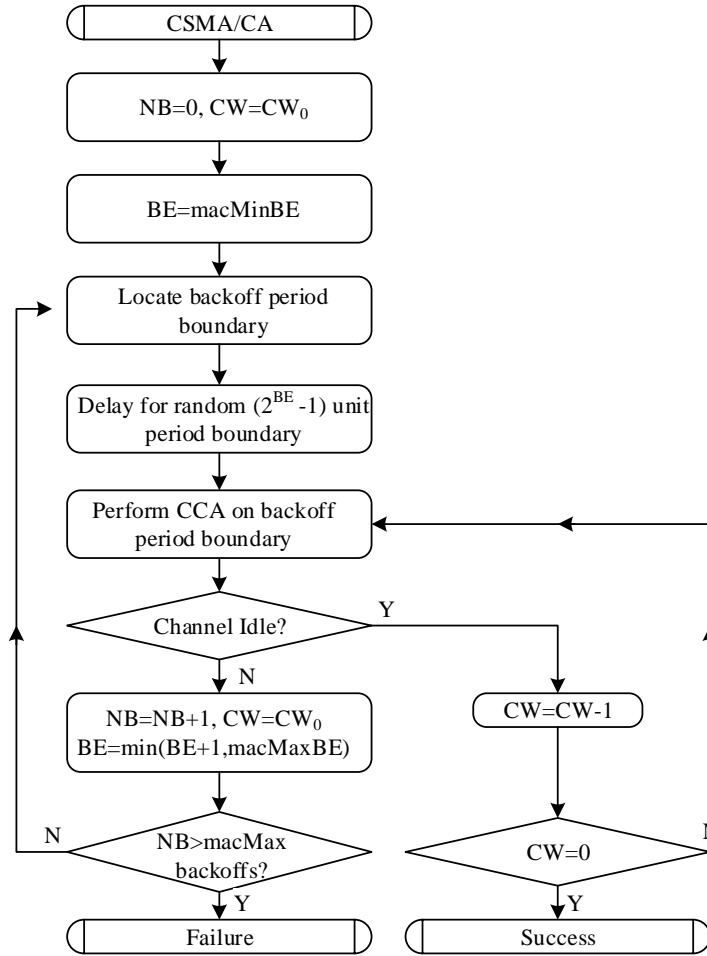 CSMA/CA
NB=0, CW=CW₀
BE=macMinBE
Locate backoff period
boundary
Delay for random (2^BE -1) unit
period boundary
Perform CCA on backoff
period boundary
Channel Idle?
Y
N
NB=NB+1, CW=CW₀
BE=min(BE+1,macMaxBE)
CW=CW-1
N
NB>macMax
backoffs?
Y
CW=0
N
Y
Failure
Success